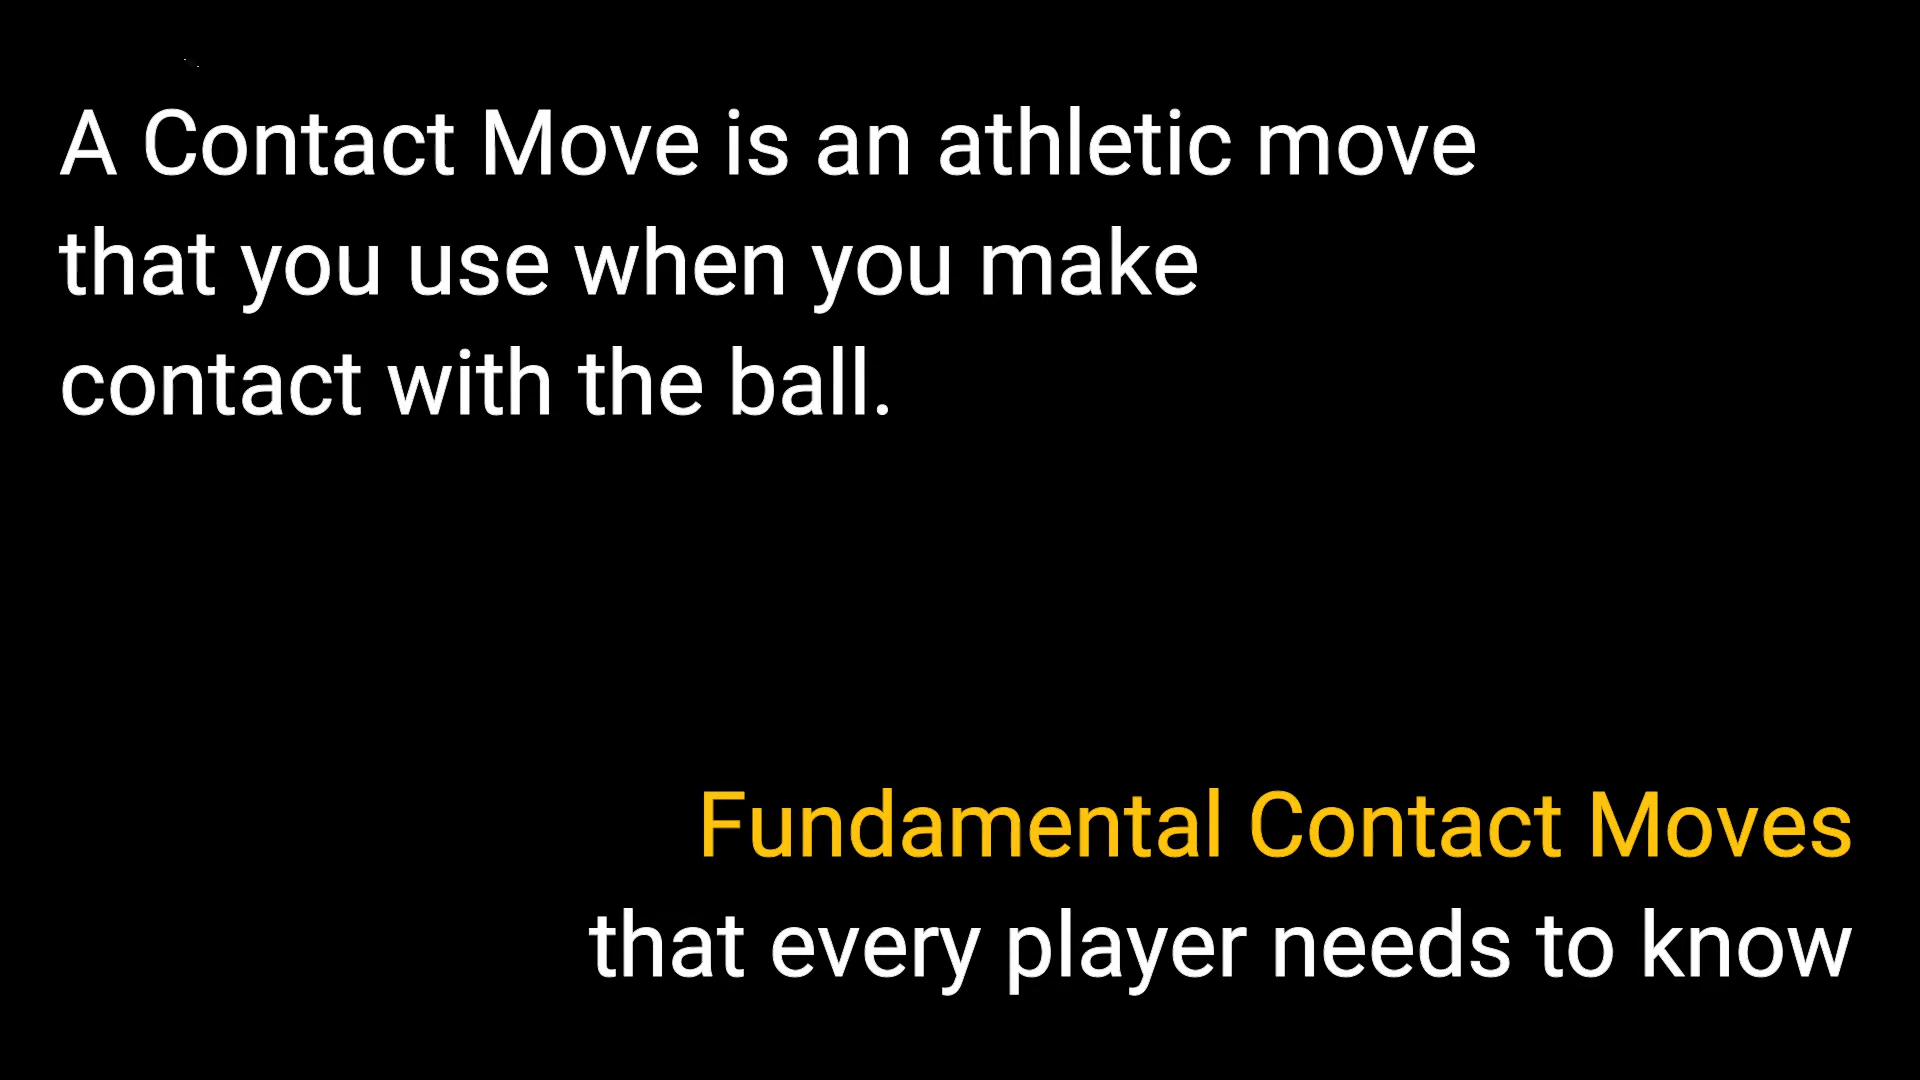 A Contact Move is an athletic move
that you use when you make
contact with the ball.
Fundamental Contact Moves
that every player needs to know